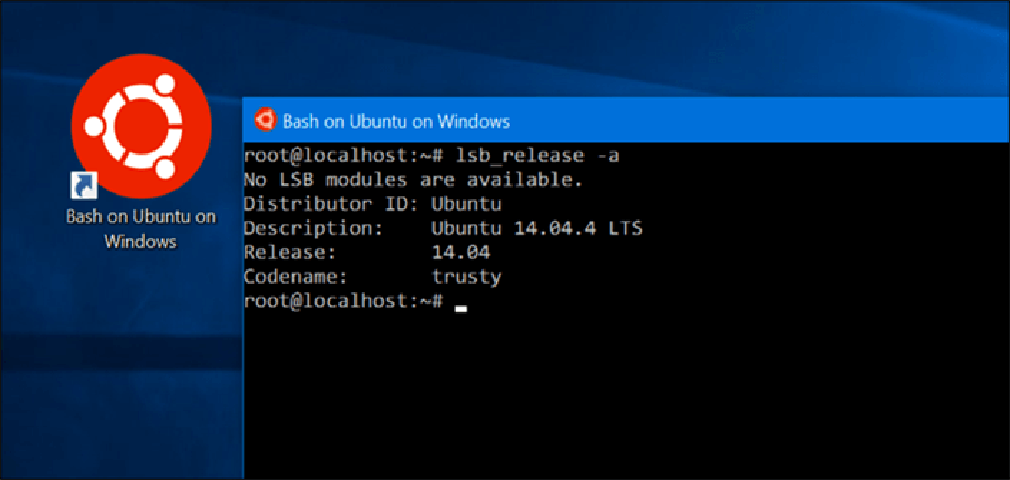 Bash on Ubuntu on
Windows
Bash on Ubuntu on Windows
root@localhost:~# lsb_release -a
No LSB modules are available.
Distributor ID: Ubuntu
Description:    Ubuntu 14.04.4 LTS
Release:        14.04
Codename:       trusty
root@localhost:~#